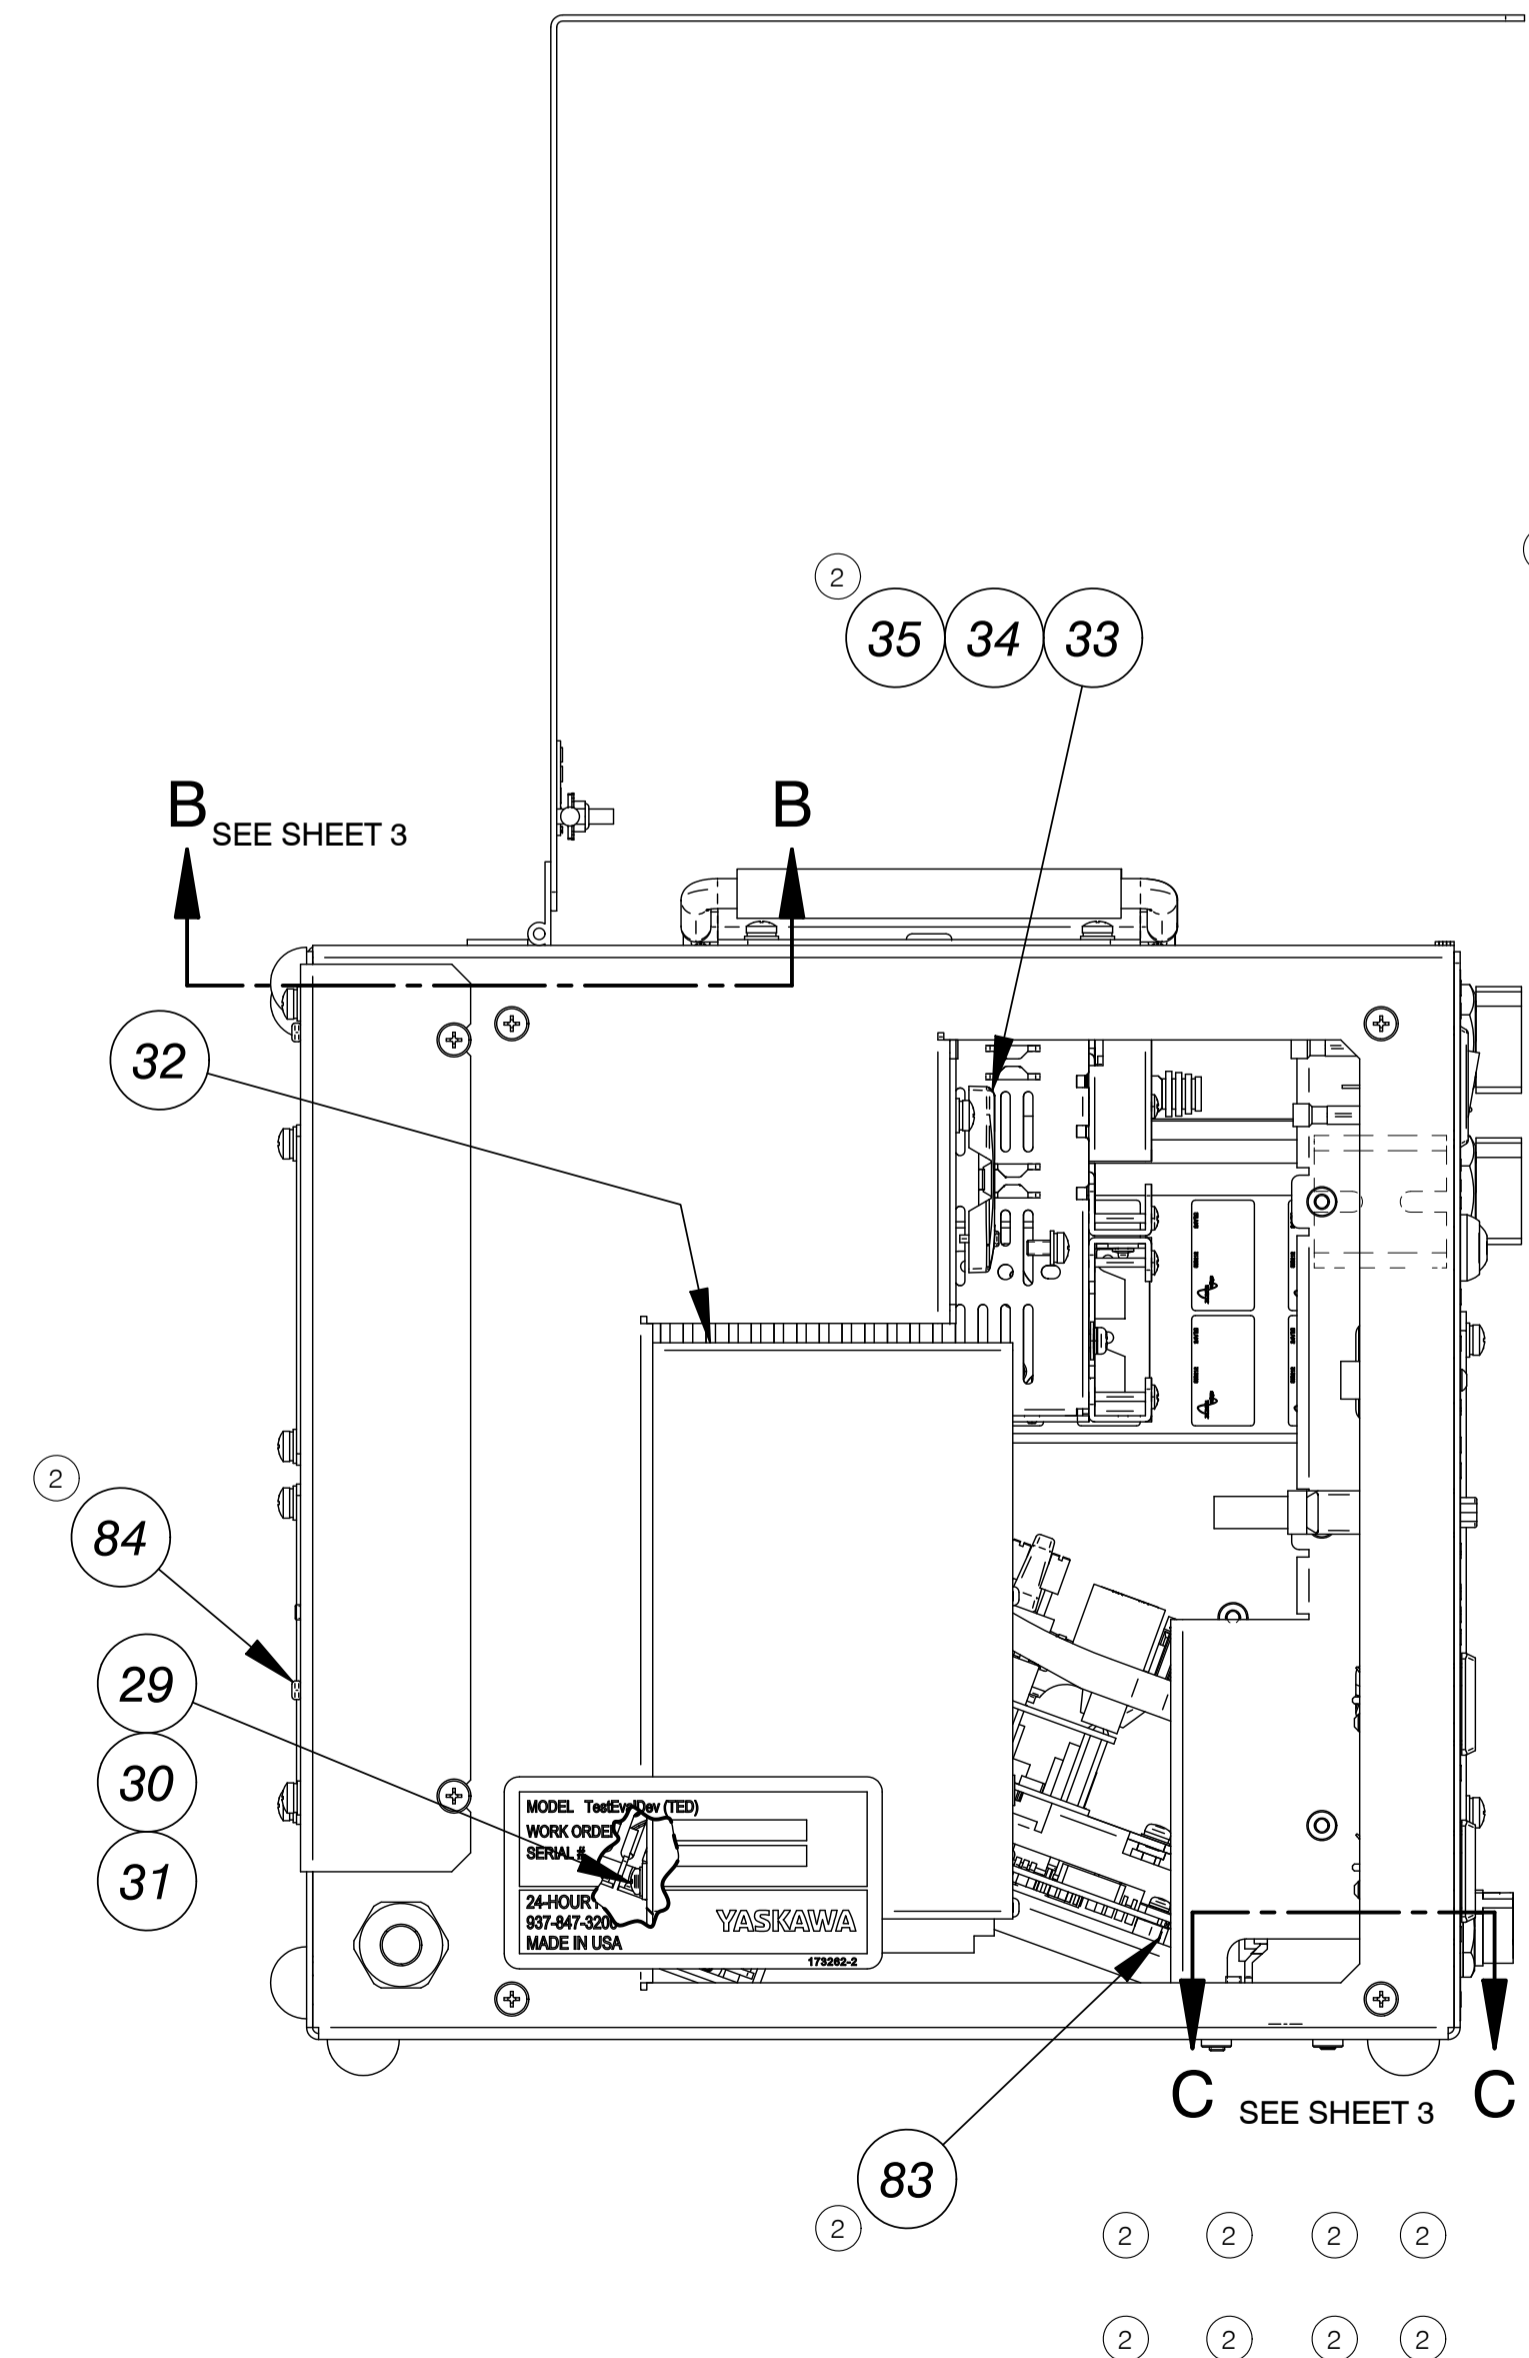 2
35 34 33
B SEE SHEET 3 B
32
2
84
29
30
31
MODEL TestEvalDev (TED)
WORK ORDER
SERIAL #
24-HOUR
937-847-3200
MADE IN USA
YASKAWA
173262-2
C SEE SHEET 3 C
83
2
2 2 2 2
2 2 2 2